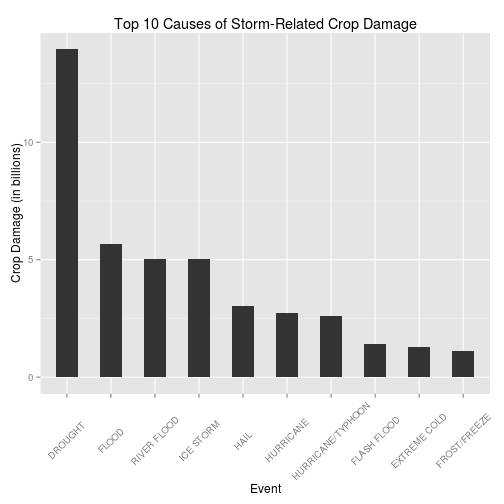 Top 10 Causes of Storm-Related Crop Damage
Crop Damage (in billions)
10
5
0
DROUGHT
FLOOD
RIVER FLOOD
ICE STORM
HAIL
HURRICANE
HURRICANE/TYPHOON
FLASH FLOOD
EXTREME COLD
FROST/FREEZE
Event